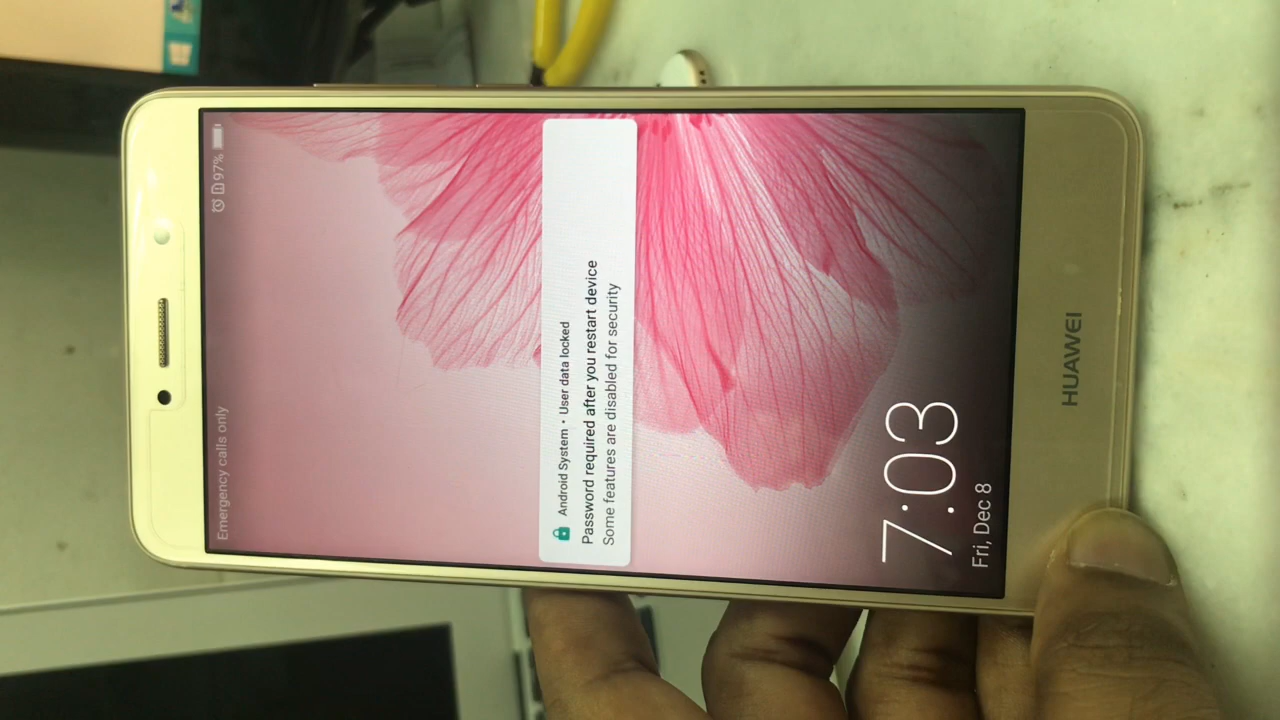 Emergency calls only
97%
Android System • User data locked
Password required after you restart device
Some features are disabled for security
7:03
Fri, Dec 8
HUAWEI